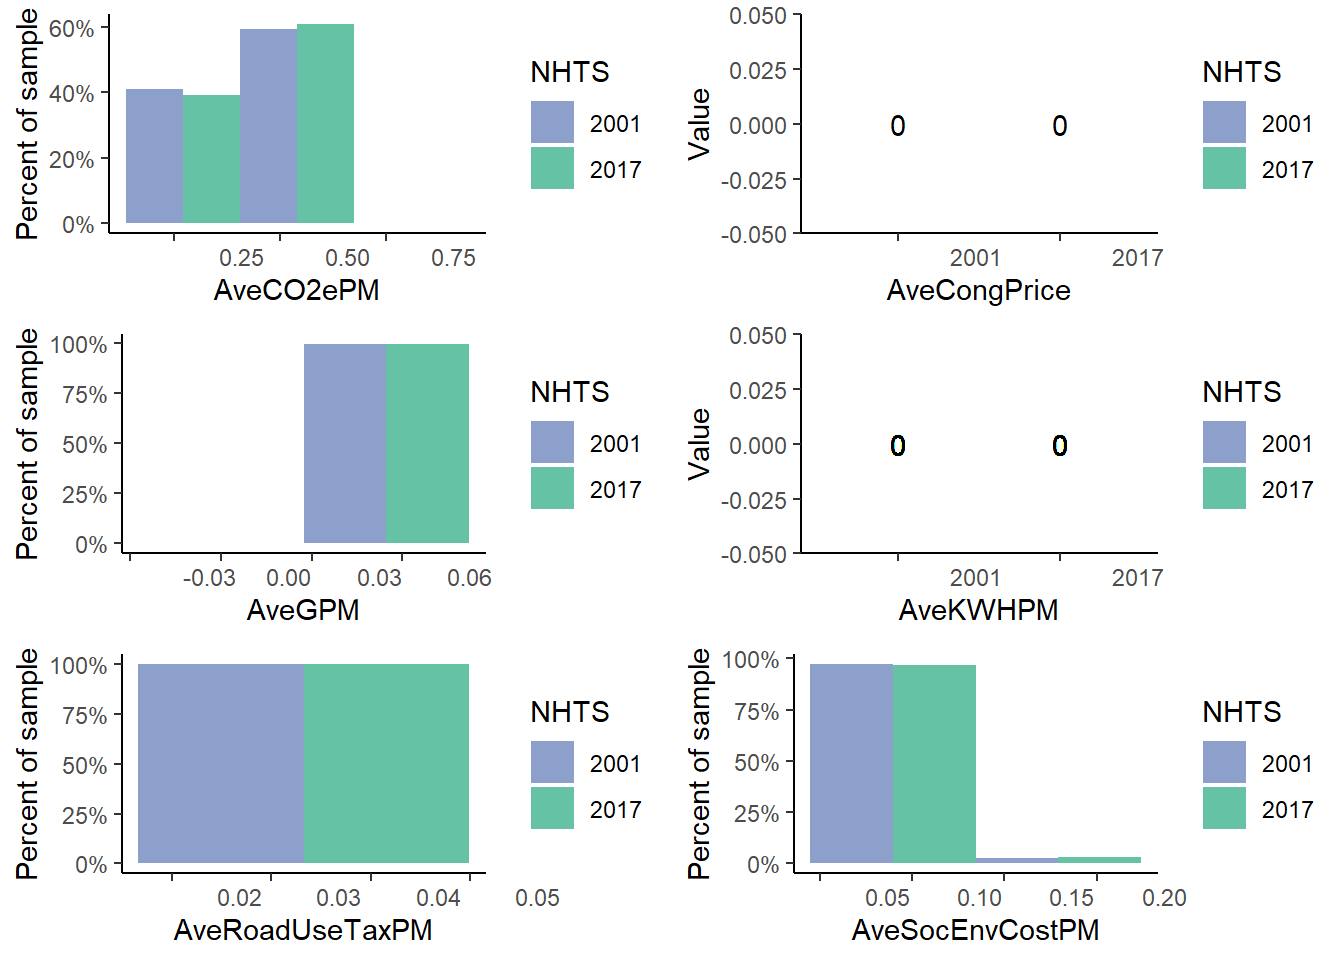 Percent of sample
60%
40%
20%
0%
0.25 0.50 0.75
AveCO2ePM
NHTS
2001
2017
Value
0.050
0.025
0.000
-0.025
-0.050
0 0
2001 2017
AveCongPrice
NHTS
2001
2017
Percent of sample
100%
75%
50%
25%
0%
-0.03 0.00 0.03 0.06
AveGPM
NHTS
2001
2017
Value
0.050
0.025
0.000
-0.025
-0.050
0 0
2001 2017
AveKWHPM
NHTS
2001
2017
Percent of sample
100%
75%
50%
25%
0%
0.02 0.03 0.04 0.05
AveRoadUseTaxPM
NHTS
2001
2017
Percent of sample
100%
75%
50%
25%
0%
0.05 0.10 0.15 0.20
AveSocEnvCostPM
NHTS
2001
2017